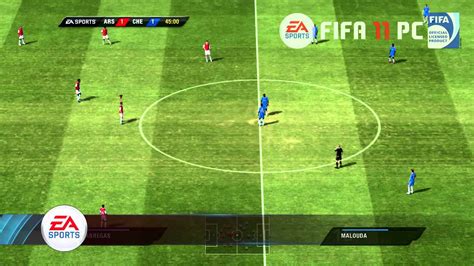 EA SPORTS ARS 1 CHE 1 45:00
EA SPORTS FIFA 11 PC
FIFA
OFFICIAL
LICENSED
PRODUCT
EA
SPORTS
MALOUDA